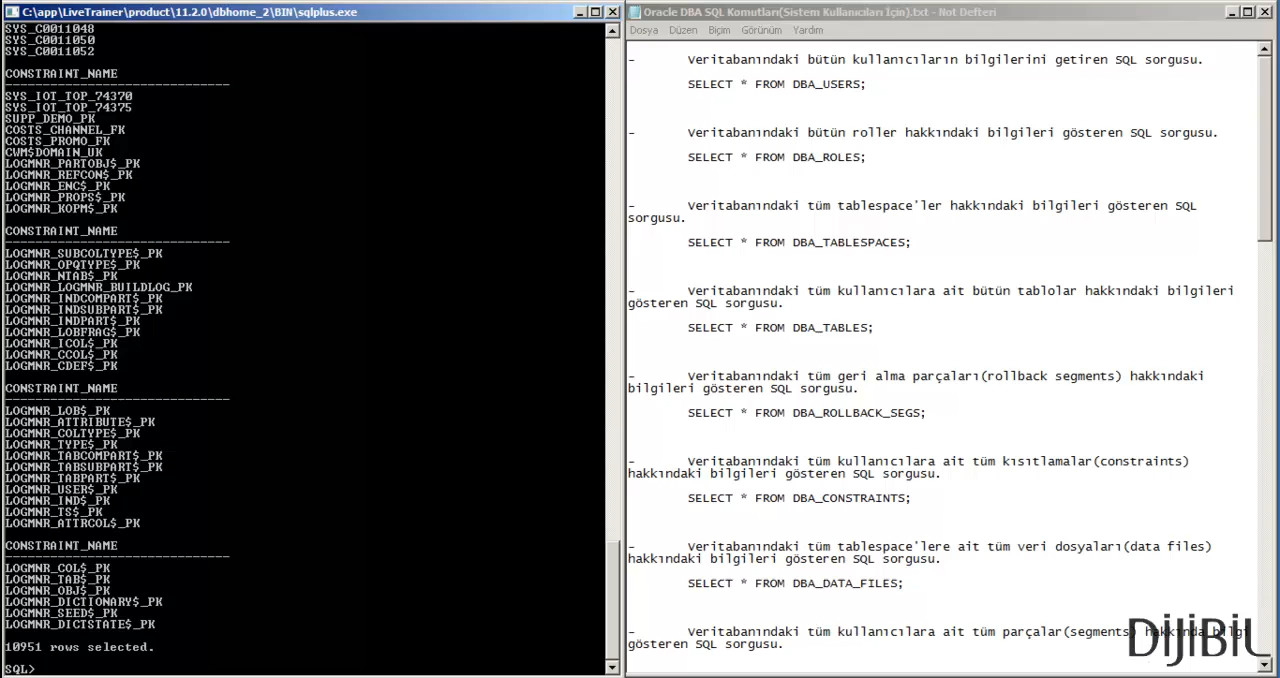 C:\app\LiveTrainer\product\11.2.0\dbhome_2\BIN\sqlplus.exe
SYS_C0011048
SYS_C0011050
SYS_C0011052
CONSTRAINT_NAME
------------------------------
SYS_IOT_TOP_74370
SYS_IOT_TOP_74375
SUPP_DEMO_PK
COSTS_CHANNEL_FK
COSTS_PROMO_FK
CWM$DOMAIN_UK
LOGMNR_PARTOBJ$_PK
LOGMNR_REFCON$_PK
LOGMNR_ENC$_PK
LOGMNR_PROPS$_PK
LOGMNR_KOPM$_PK
CONSTRAINT_NAME
------------------------------
LOGMNR_SUBCOLTYPE$_PK
LOGMNR_OPQTYPE$_PK
LOGMNR_NTAB$_PK
LOGMNR_LOGMNR_BUILDLOG_PK
LOGMNR_INDCOMPART$_PK
LOGMNR_INDSUBPART$_PK
LOGMNR_INDPART$_PK
LOGMNR_LOBFRAG$_PK
LOGMNR_ICOL$_PK
LOGMNR_CCOL$_PK
LOGMNR_CDEF$_PK
CONSTRAINT_NAME
------------------------------
LOGMNR_LOB$_PK
LOGMNR_ATTRIBUTE$_PK
LOGMNR_COLTYPE$_PK
LOGMNR_TYPE$_PK
LOGMNR_TABCOMPART$_PK
LOGMNR_TABSUBPART$_PK
LOGMNR_TABPART$_PK
LOGMNR_USER$_PK
LOGMNR_IND$_PK
LOGMNR_TS$_PK
LOGMNR_ATTRCOL$_PK
CONSTRAINT_NAME
------------------------------
LOGMNR_COL$_PK
LOGMNR_TAB$_PK
LOGMNR_OBJ$_PK
LOGMNR_DICTIONARY$_PK
LOGMNR_SEED$_PK
LOGMNR_DICTSTATE$_PK
10951 rows selected.
SQL>
Oracle DBA SQL Komutları(Sistem Kullanıcıları İçin).txt - Not Defteri
Dosya Düzen Biçim Görünüm Yardım
- Veritabanındaki bütün kullanıcıların bilgilerini getiren SQL sorgusu.
SELECT * FROM DBA_USERS;
- Veritabanındaki bütün roller hakkındaki bilgileri gösteren SQL sorgusu.
SELECT * FROM DBA_ROLES;
- Veritabanındaki tüm tablespace'ler hakkındaki bilgileri gösteren SQL
sorgusu.
SELECT * FROM DBA_TABLESPACES;
- Veritabanındaki tüm kullanıcılara ait bütün tablolar hakkındaki bilgileri
gösteren SQL sorgusu.
SELECT * FROM DBA_TABLES;
- Veritabanındaki tüm geri alma parçaları(rollback segments) hakkındaki
bilgileri gösteren SQL sorgusu.
SELECT * FROM DBA_ROLLBACK_SEGS;
- Veritabanındaki tüm kullanıcılara ait tüm kısıtlamalar(constraints)
hakkındaki bilgileri gösteren SQL sorgusu.
SELECT * FROM DBA_CONSTRAINTS;
- Veritabanındaki tüm tablespace'lere ait tüm veri dosyaları(data files)
hakkındaki bilgileri gösteren SQL sorgusu.
SELECT * FROM DBA_DATA_FILES;
- Veritabanındaki tüm kullanıcılara ait tüm parçalar(segments) hakkında bilgi
gösteren SQL sorgusu.
DİJİBİL